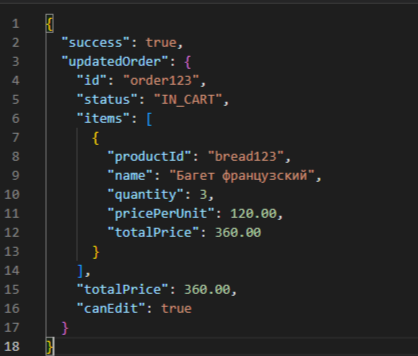 1 {
2   "success": true,
3   "updatedOrder": {
4     "id": "order123",
5     "status": "IN_CART",
6     "items": [
7       {
8         "productId": "bread123",
9         "name": "Багет французский",
10         "quantity": 3,
11         "pricePerUnit": 120.00,
12         "totalPrice": 360.00
13       }
14     ],
15     "totalPrice": 360.00,
16     "canEdit": true
17   }
18 }